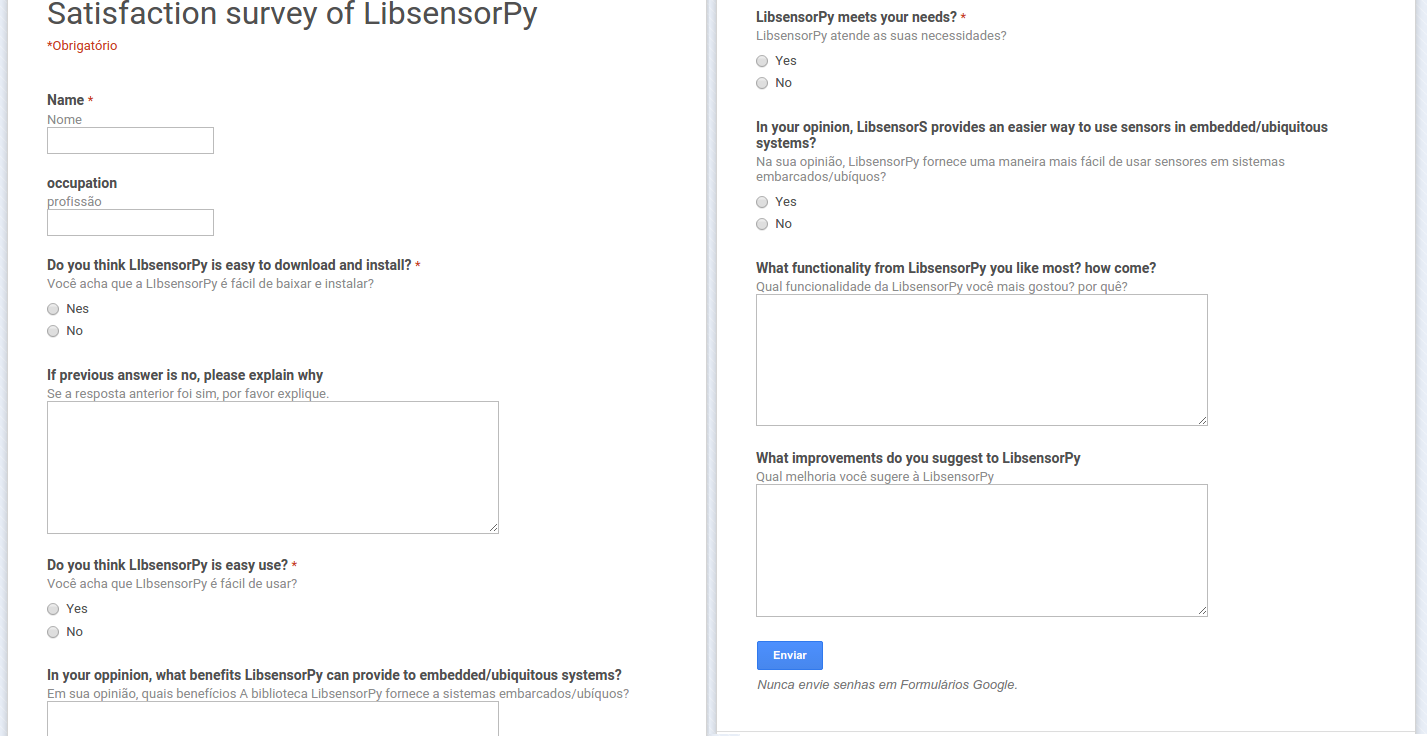 Satisfaction survey of LibsensorPy
*Obrigatório
Name *
Nome
occupation
profissão
Do you think LIbsensorPy is easy to download and install? *
Você acha que a LIbsensorPy é fácil de baixar e instalar?
Nes
No
If previous answer is no, please explain why
Se a resposta anterior foi sim, por favor explique.
Do you think LIbsensorPy is easy use? *
Você acha que LIbsensorPy é fácil de usar?
Yes
No
In your oppinion, what benefits LibsensorPy can provide to embedded/ubiquitous systems?
Em sua opinião, quais benefícios A biblioteca LibsensorPy fornece a sistemas embarcados/ubíquos?
LibsensorPy meets your needs? *
LibsensorPy atende as suas necessidades?
Yes
No
In your opinion, LibsensorS provides an easier way to use sensors in embedded/ubiquitous
systems?
Na sua opinião, LibsensorPy fornece uma maneira mais fácil de usar sensores em sistemas
embarcados/ubíquos?
Yes
No
What functionality from LibsensorPy you like most? how come?
Qual funcionalidade da LibsensorPy você mais gostou? por quê?
What improvements do you suggest to LibsensorPy
Qual melhoria você sugere à LibsensorPy
Enviar
Nunca envie senhas em Formulários Google.